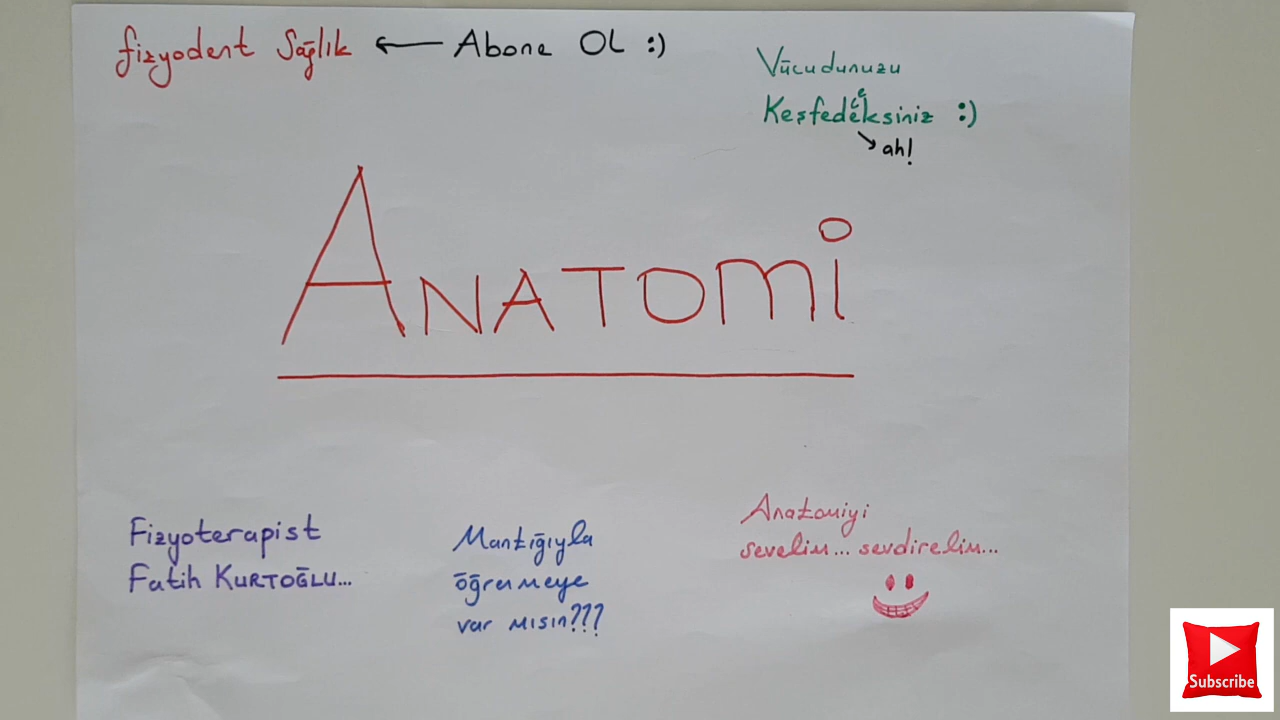 fizyodent Sağlık ← Abone OL :)
Vücudunuzu
Keşfedeceksiniz :)
ah!
ANATOMi
Fizyoterapist
Fatih KURTOĞLU...
Mantığıyla
öğrenmeye
var mısın???
Anatomiyi
sevelim... sevdirelim...
Subscribe